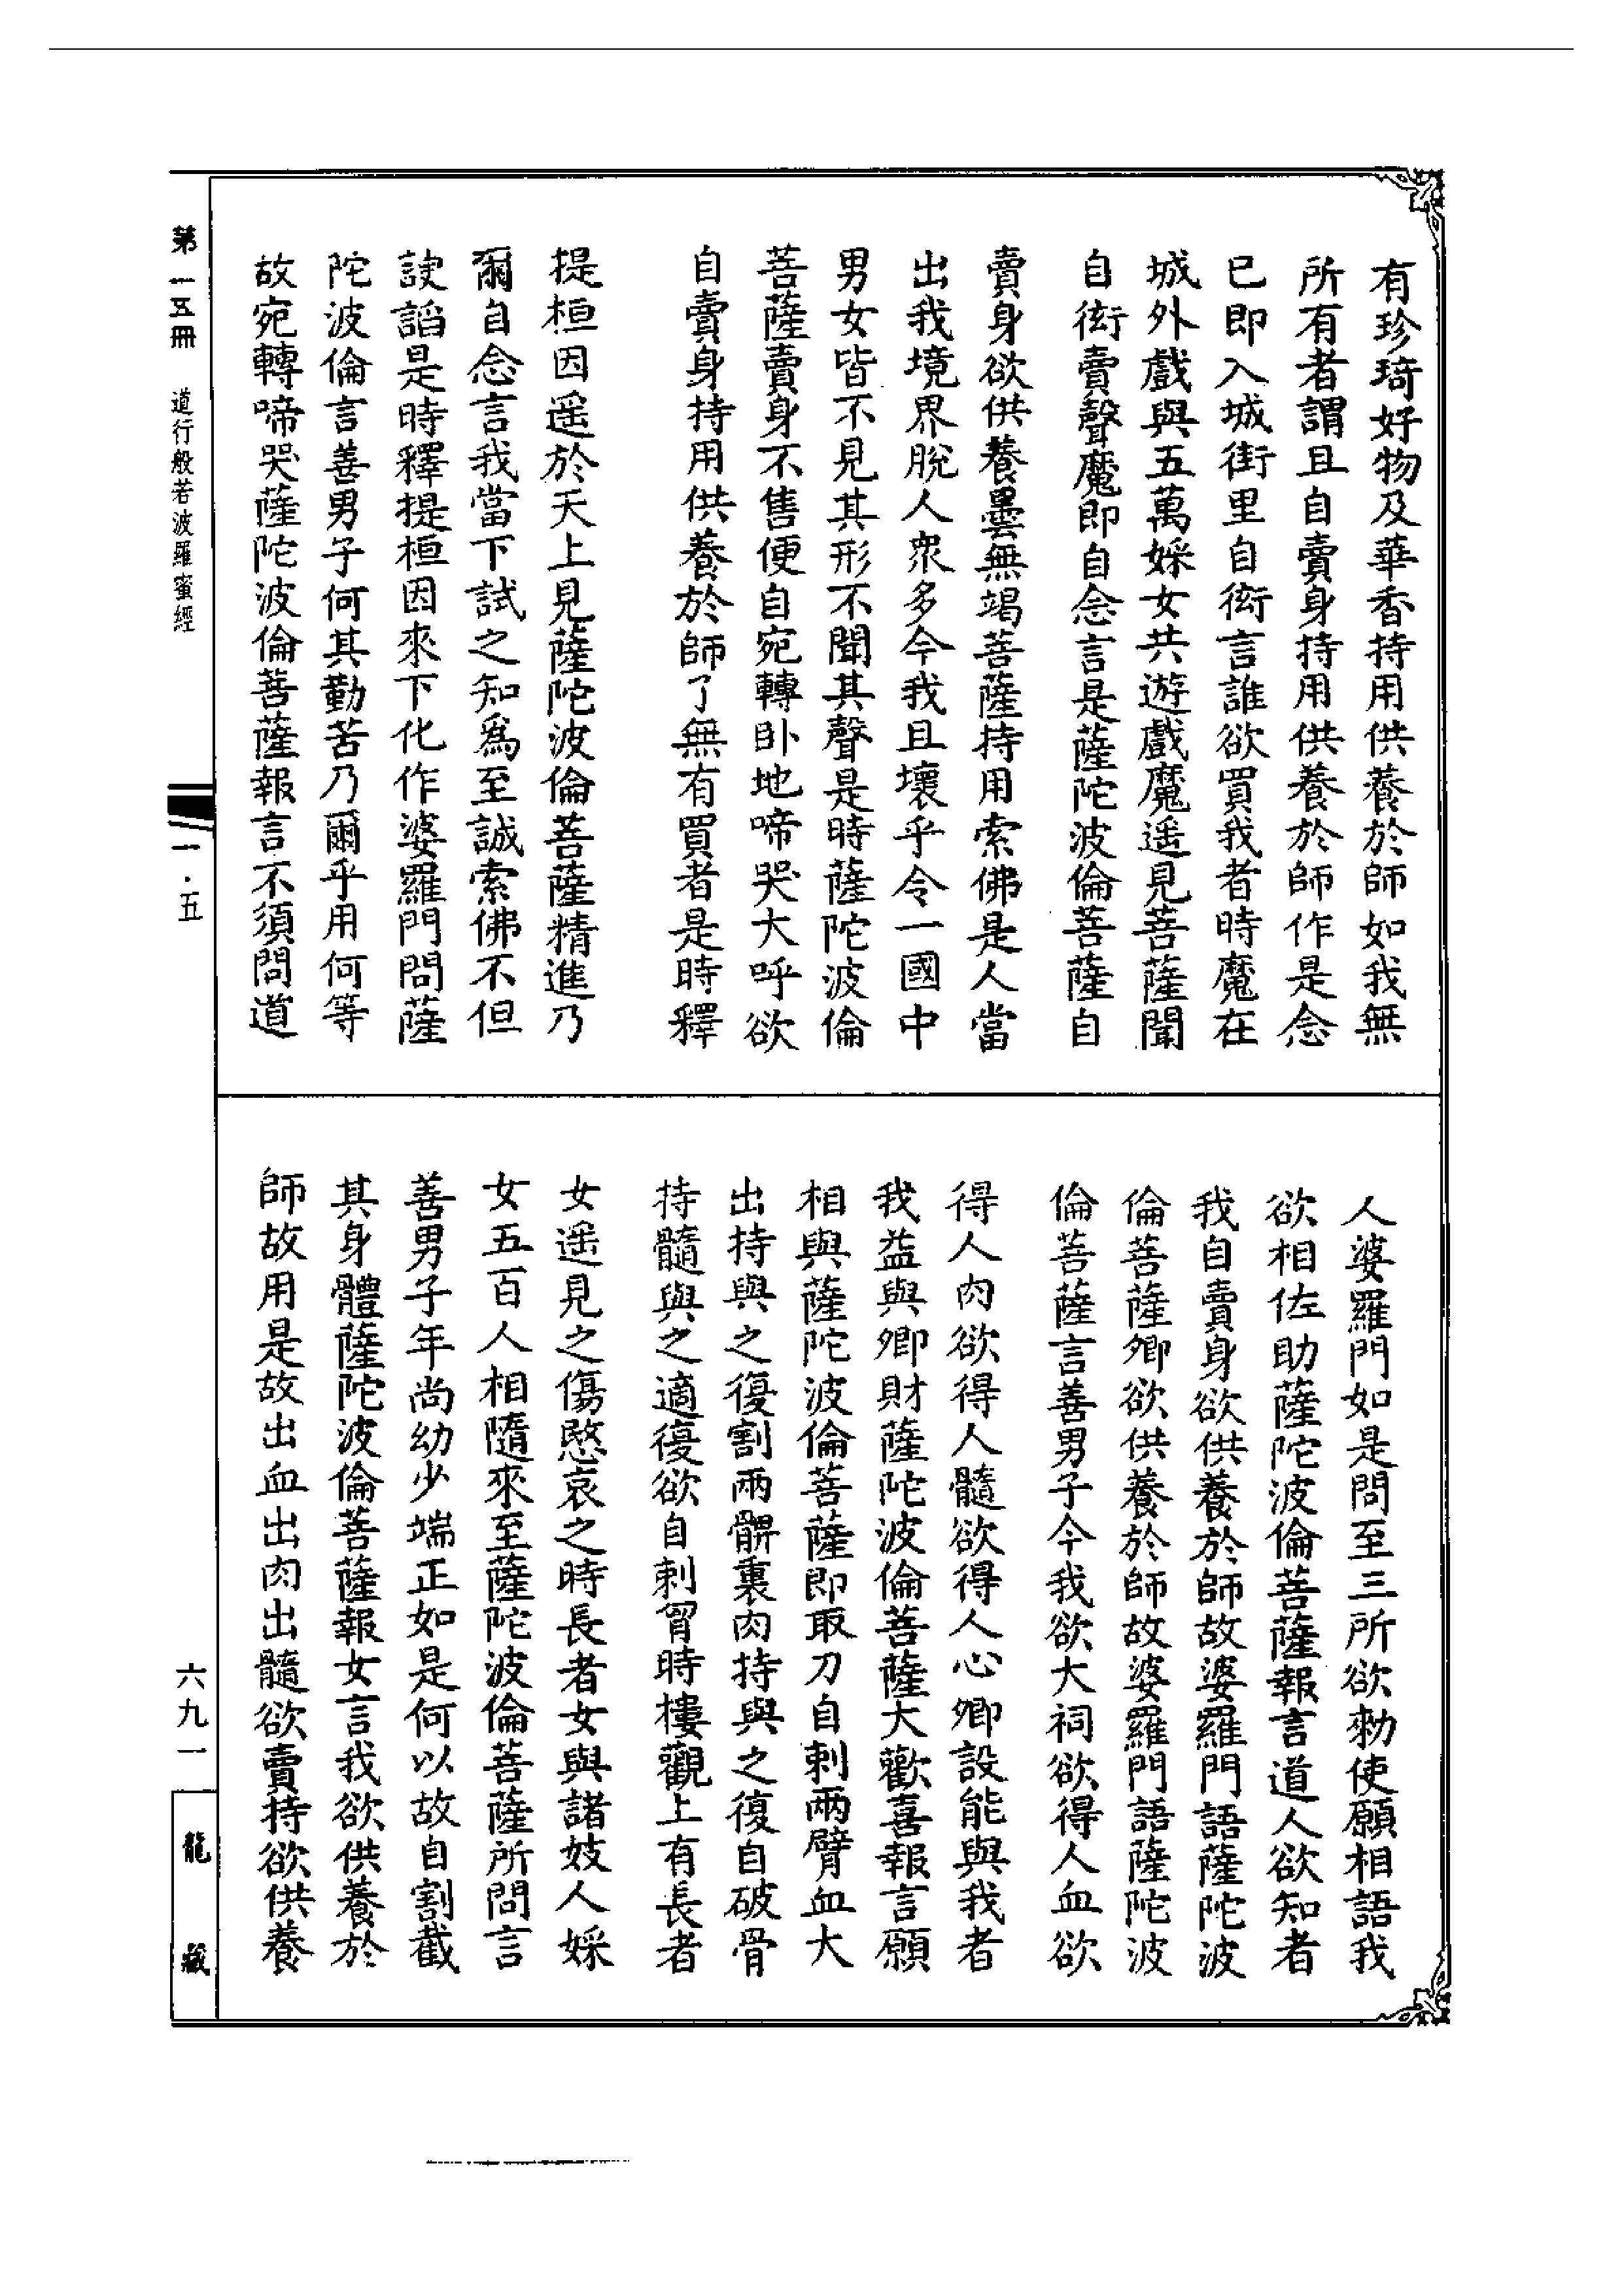 有珍琦好物及華香持用供養於師如我無
所有者謂且自賣身持用供養於師作是念
已即入城街里自衒言誰欲買我者時魔在
城外戲與五萬婇女共遊戲魔遥見菩薩聞
自衒賣聲魔即自念言是薩陀波倫菩薩自
賣身欲供養曇無竭菩薩持用索佛是人當
出我境界脫人眾多今我且壞乎令一國中
男女皆不見其形不聞其聲是時薩陀波倫
菩薩賣身不售便自宛轉卧地啼哭大呼欲
自賣身持用供養於師了無有買者是時釋
提桓因遥於天上見薩陀波倫菩薩精進乃
爾自念言我當下試之知爲至誠索佛不但
諛諂是時釋提桓因來下化作婆羅門問薩
陀波倫言善男子何其勤苦乃爾乎用何等
故宛轉啼哭薩陀波倫菩薩報言不須問道
人婆羅門如是問至三所欲勑使願相語我
欲相佐助薩陀波倫菩薩報言道人欲知者
我自賣身欲供養於師故婆羅門語薩陀波
倫菩薩卿欲供養於師故婆羅門語薩陀波
倫菩薩言善男子今我欲大祠欲得人血欲
得人肉欲得人髓欲得人心卿設能與我者
我益與卿財薩陀波倫菩薩大歡喜報言願
相與薩陀波倫菩薩即取刀自刺兩臂血大
出持與之復割兩髀裏肉持與之復自破骨
持髓與之適復欲自刺胷時樓觀上有長者
女遥見之傷愍哀之時長者女與諸妓人婇
女五百人相隨來至薩陀波倫菩薩所問言
善男子年尚幼少端正如是何以故自割截
其身體薩陀波倫菩薩報女言我欲供養於
師故用是故出血出肉出髓欲賣持欲供養
第一五冊 道行般若波羅蜜經
一·五
六九一
龍藏